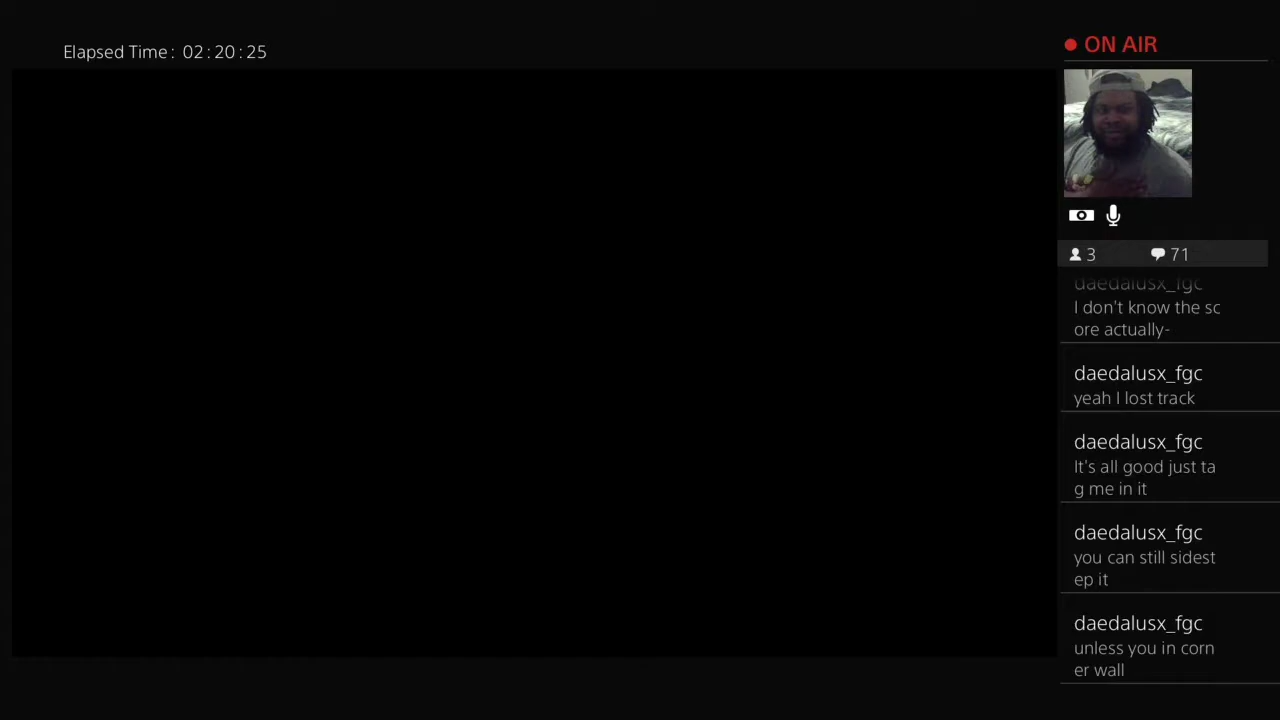 Elapsed Time: 02:20:25
ON AIR
3 71
daedalusx_fgc
I don't know the sc
ore actually-
daedalusx_fgc
yeah I lost track
daedalusx_fgc
It's all good just ta
g me in it
daedalusx_fgc
you can still sidest
ep it
daedalusx_fgc
unless you in corn
er wall